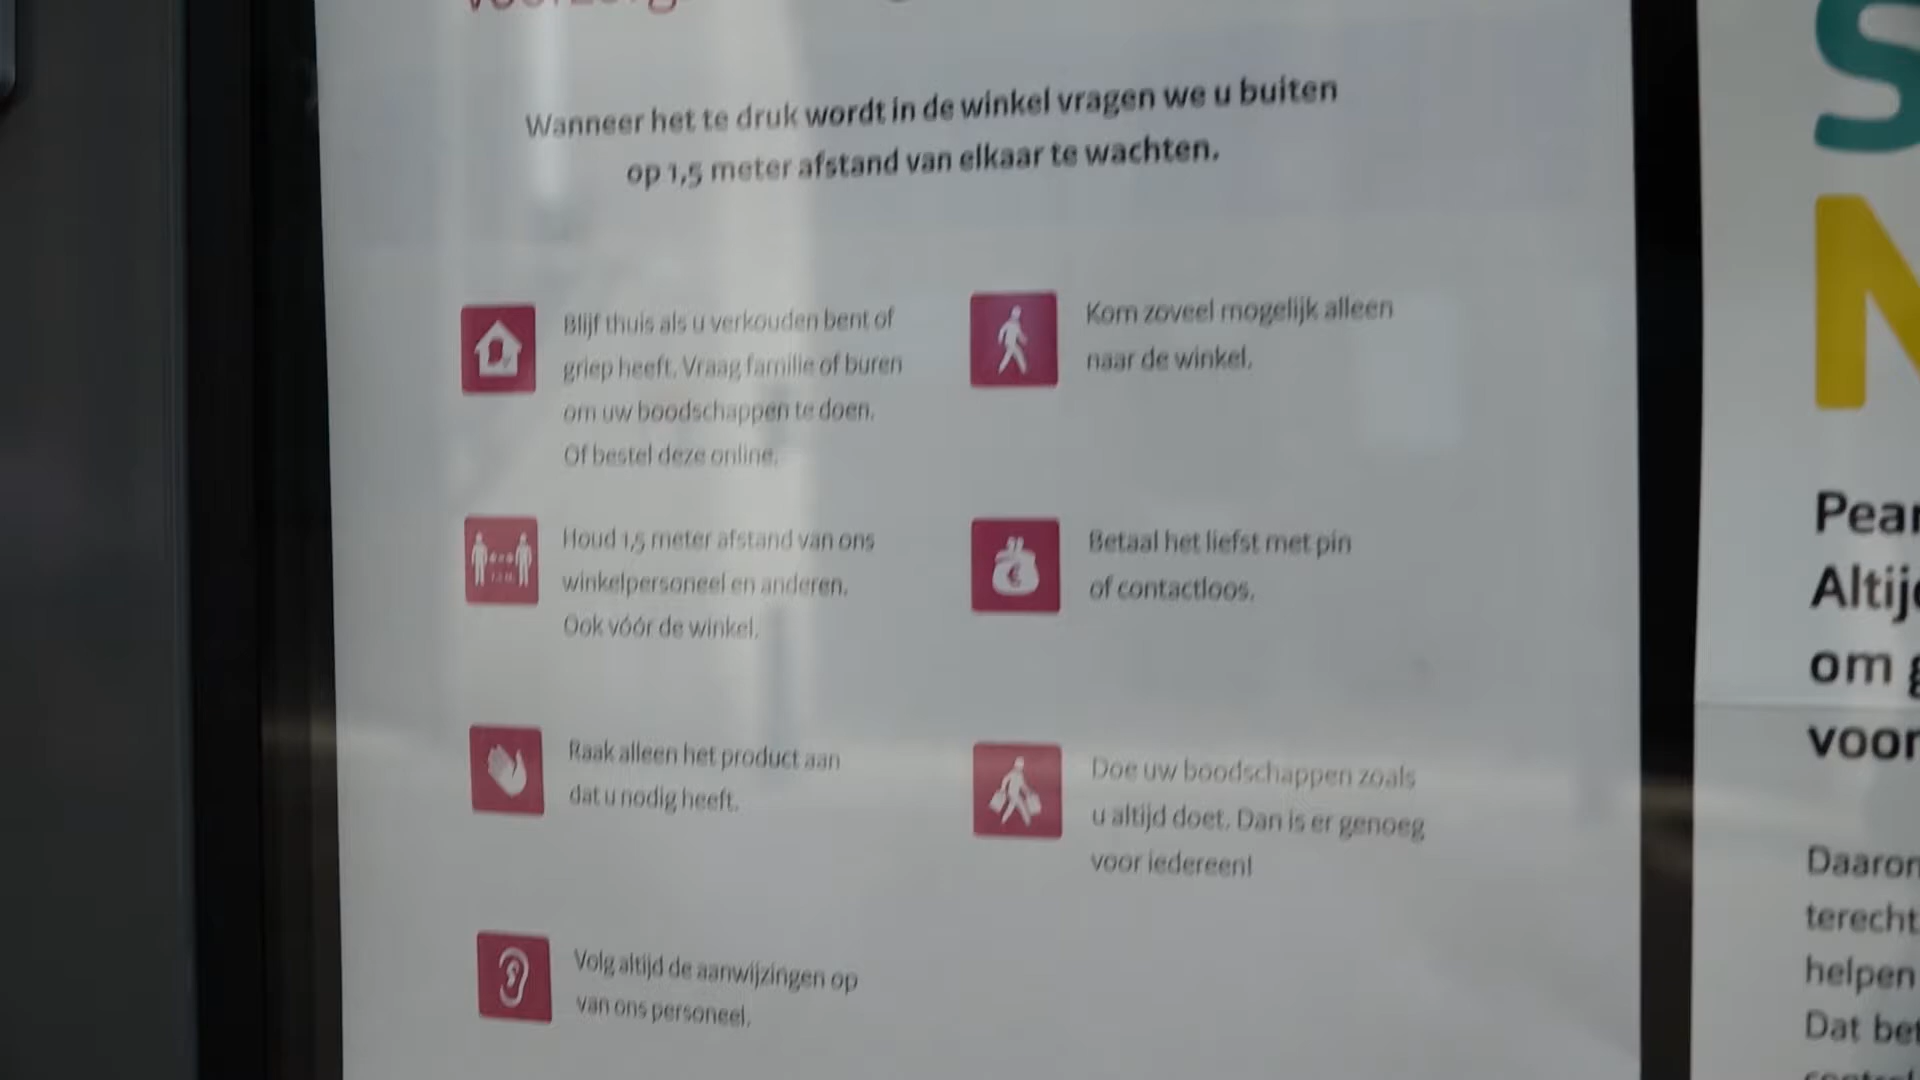 Wanneer het te druk wordt in de winkel vragen we u buiten
op 1,5 meter afstand van elkaar te wachten.
Blijf thuis als u verkouden bent of
griep heeft. Vraag familie of buren
om uw boodschappen te doen.
Of bestel deze online.
Houd 1,5 meter afstand van ons
winkelpersoneel en anderen.
Ook vóór de winkel.
Raak alleen het product aan
dat u nodig heeft.
Volg altijd de aanwijzingen op
van ons personeel.
Kom zoveel mogelijk alleen
naar de winkel.
Betaal het liefst met pin
of contactloos.
Doe uw boodschappen zoals
u altijd doet. Dan is er genoeg
voor iedereen!
S
N
Pear
Altij
om
voor
Daarom
terecht
helpen
Dat bet